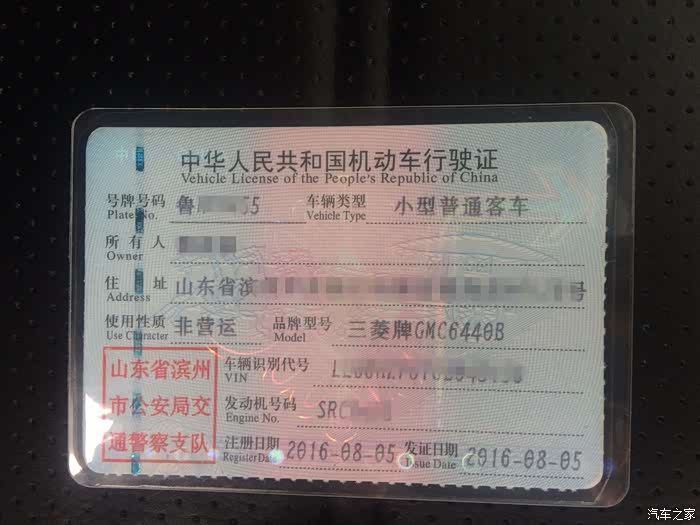 中华人民共和国机动车行驶证
Vehicle License of the People's Republic of China
号牌号码 鲁 55 车辆类型 小型普通客车
Plate No. Vehicle Type
所有人
Owner
住址 山东省滨 号
Address
使用性质 非营运 品牌型号 三菱牌GMC6440B
Use Character Model
山东省滨州
市公安局交
通警察支队
车辆识别代号
VIN
发动机号码 SRC
Engine No.
注册日期 2016-08-05 发证日期 2016-08-05
Register Date Issue Date
汽车之家